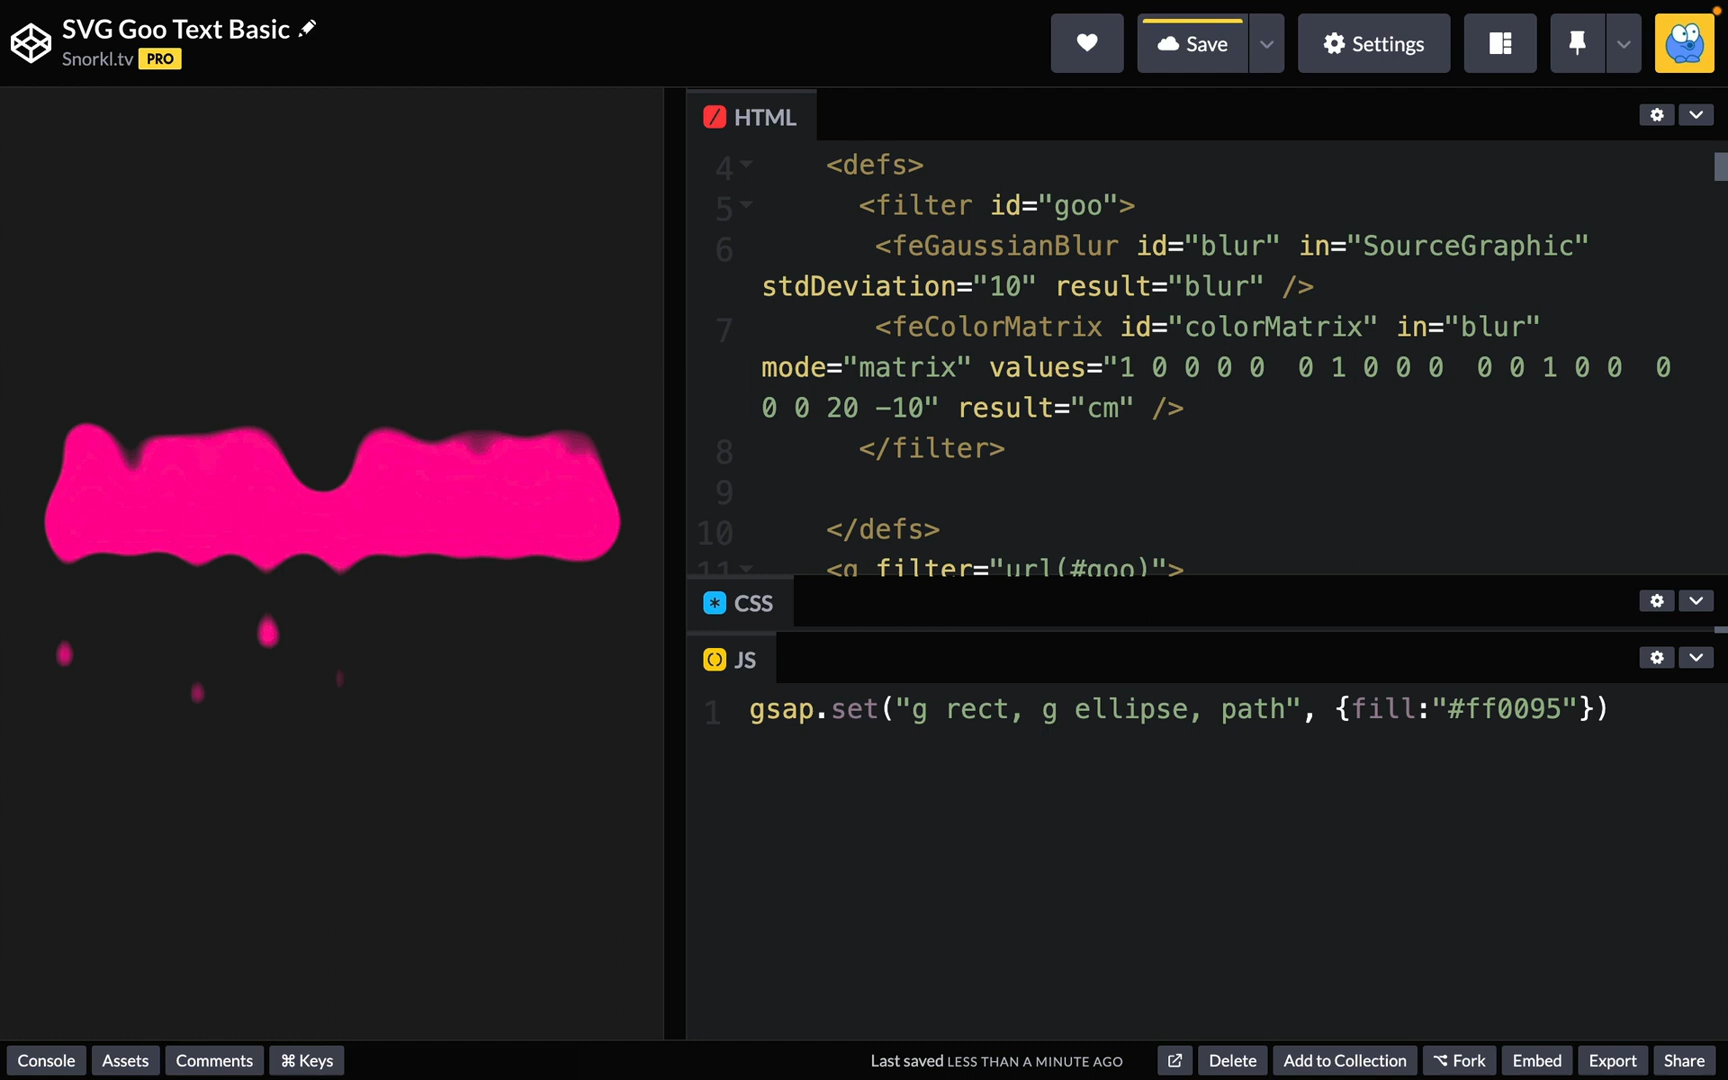 SVG Goo Text Basic
Snorkl.tv PRO
Save
Settings
HTML
4 <defs>
5 <filter id="goo">
6 <feGaussianBlur id="blur" in="SourceGraphic"
stdDeviation="10" result="blur" />
7 <feColorMatrix id="colorMatrix" in="blur"
mode="matrix" values="1 0 0 0 0  0 1 0 0 0  0 0 1 0 0  0
0 0 20 -10" result="cm" />
8 </filter>
9
10 </defs>
11 <g filter="url(#goo)">
CSS
JS
1 gsap.set("g rect, g ellipse, path", {fill:"#ff0095"})
Console Assets Comments ⌘ Keys Last saved LESS THAN A MINUTE AGO Delete Add to Collection ⌥ Fork Embed Export Share